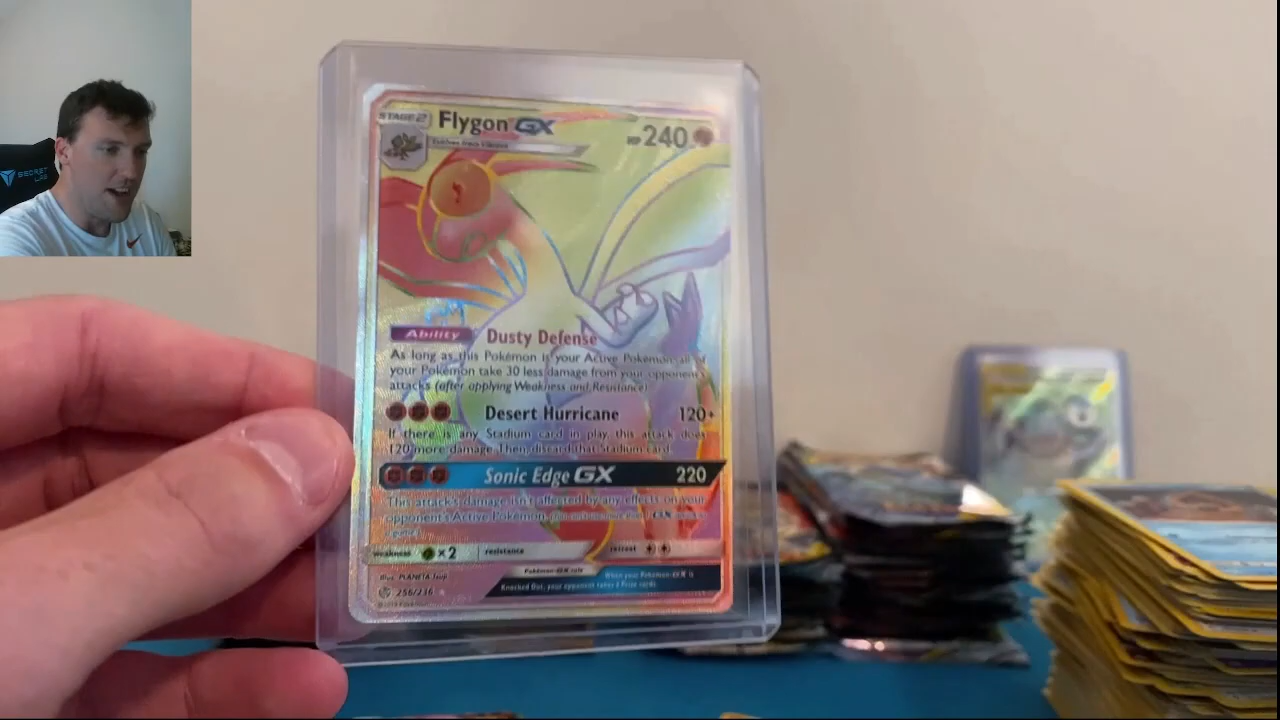 SECRET
LAB
STAGE 2
Flygon GX
HP 240
Ability Dusty Defense
As long as this Pokémon is your Active Pokémon, all of
your Pokémon take 30 less damage from your opponent's
attacks (after applying Weakness and Resistance).
Desert Hurricane 120+
If there is any Stadium card in play, this attack does
120 more damage. Then, discard that Stadium card.
Sonic Edge GX 220
This attack's damage isn't affected by any effects on your
opponent's Active Pokémon.
weakness ×2 resistance retreat
Pokémon-GX rule
When your Pokémon-GX is
Knocked Out, your opponent takes 2 Prize cards.
Illus. PLANETA
256/236